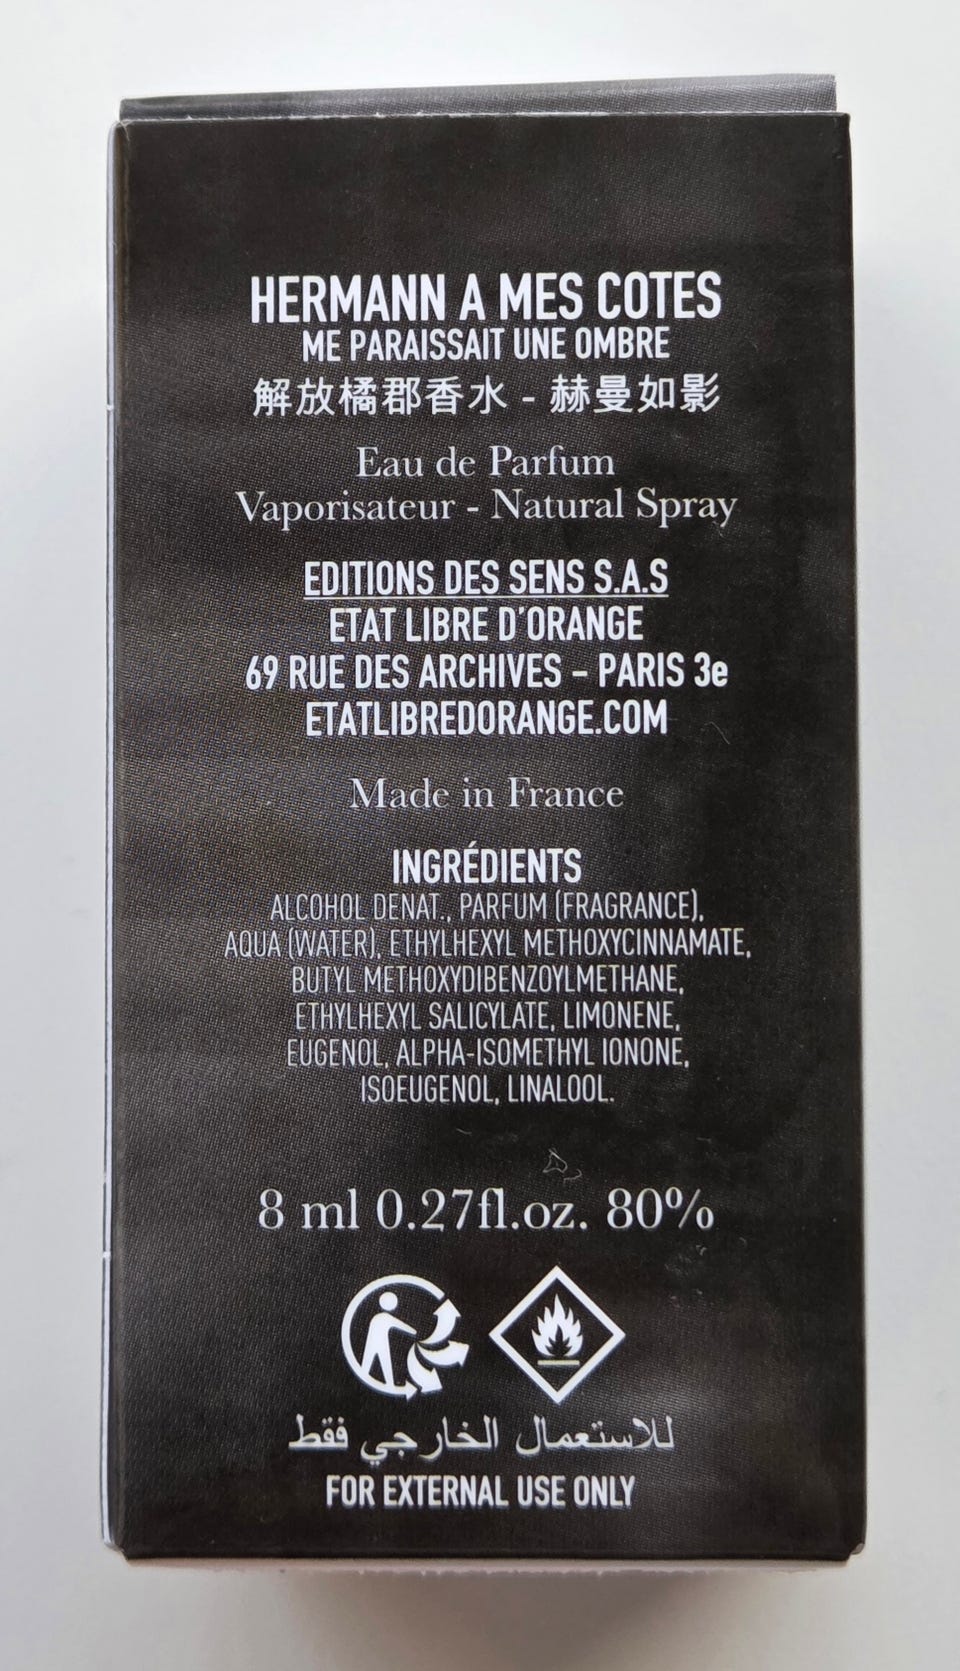 HERMANN A MES COTES
ME PARAISSAIT UNE OMBRE
解放橘郡香水 - 赫曼如影
Eau de Parfum
Vaporisateur - Natural Spray
EDITIONS DES SENS S.A.S
ETAT LIBRE D'ORANGE
69 RUE DES ARCHIVES – PARIS 3e
ETATLIBREDORANGE.COM
Made in France
INGRÉDIENTS
ALCOHOL DENAT., PARFUM (FRAGRANCE),
AQUA (WATER), ETHYLHEXYL METHOXYCINNAMATE,
BUTYL METHOXYDIBENZOYLMETHANE,
ETHYLHEXYL SALICYLATE, LIMONENE,
EUGENOL, ALPHA-ISOMETHYL IONONE,
ISOEUGENOL, LINALOOL.
8 ml 0.27fl.oz. 80%
للاستعمال الخارجي فقط
FOR EXTERNAL USE ONLY